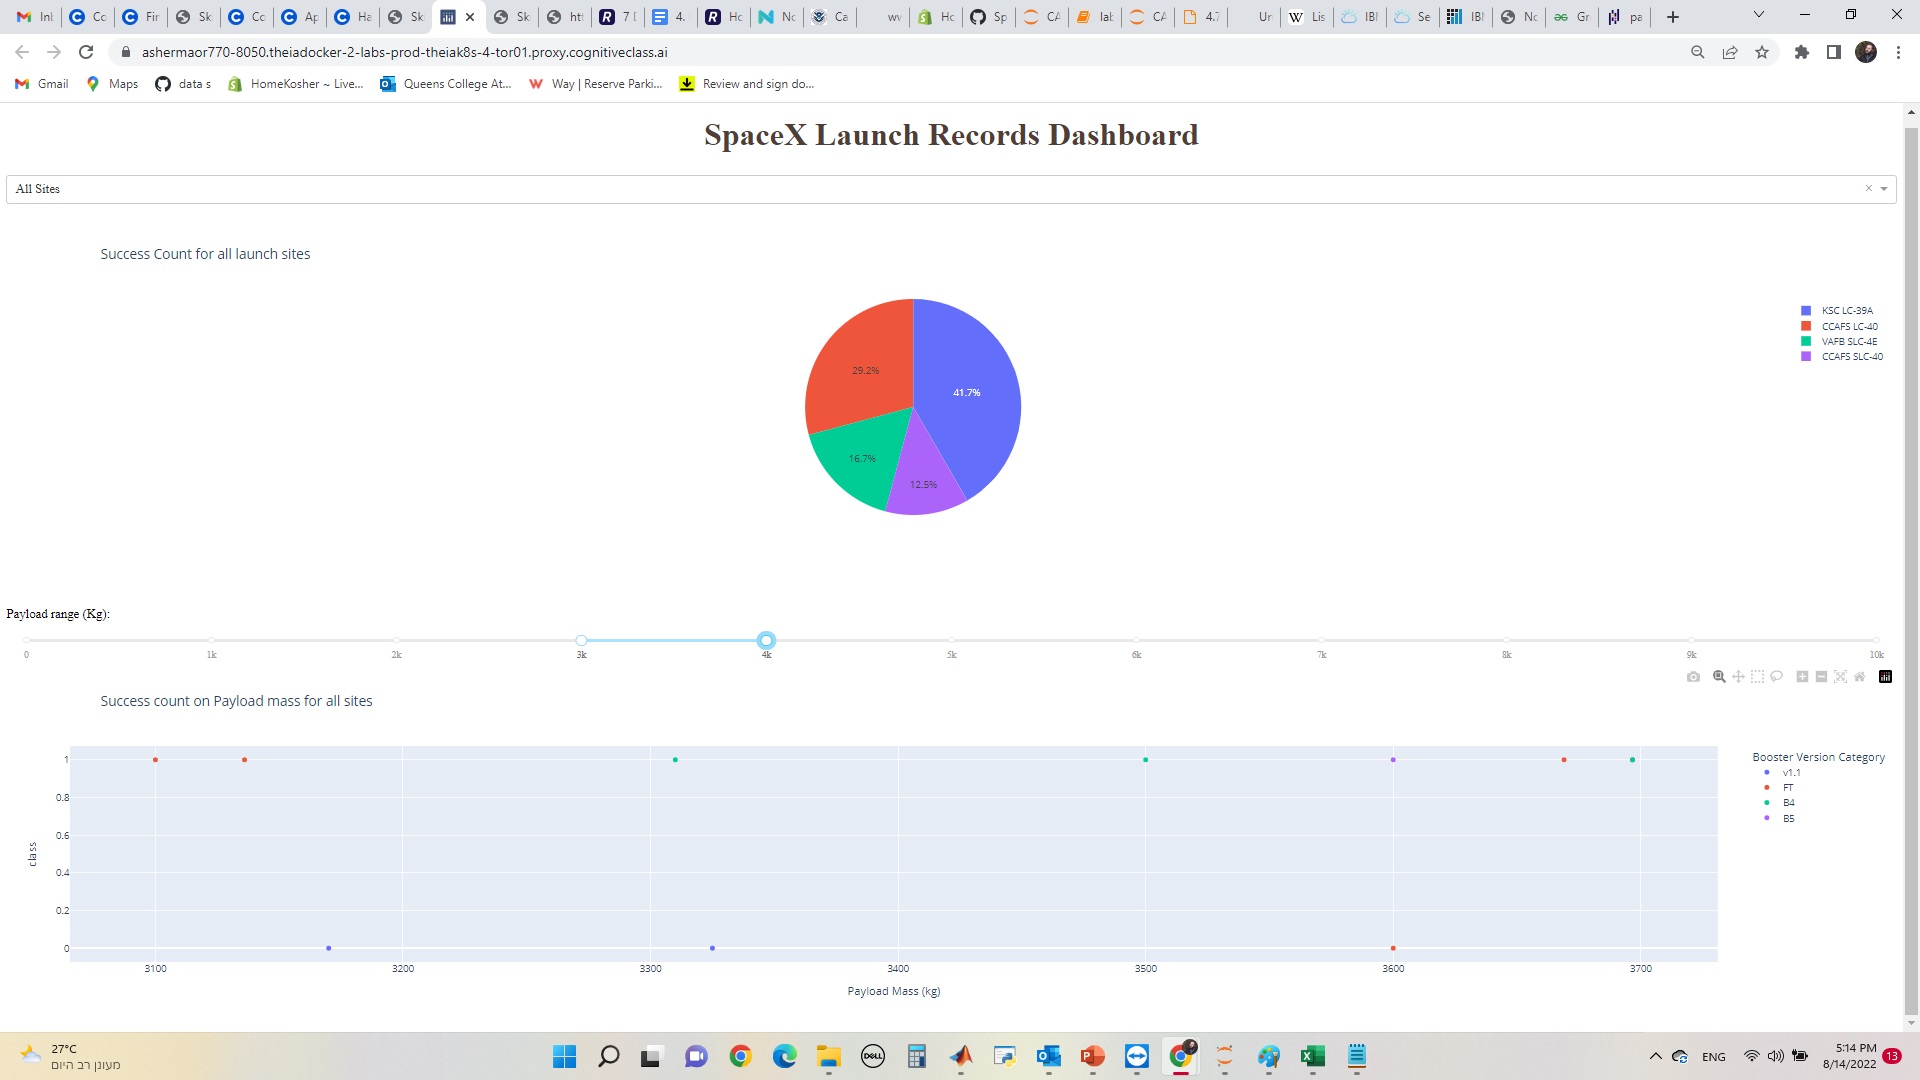 Inl
Co
Fir
Sk
Co
Ap
Ha
Sk
Sk
htt
7 [
4.
Hc
Nc
Ca
wv
Hc
Sp
CA
lab
CA
4.7
Ur
Lis
IBI
Se
IBI
Nc
Gr
pa
ashermaor770-8050.theiadocker-2-labs-prod-theiak8s-4-tor01.proxy.cognitiveclass.ai
Gmail
Maps
data s
HomeKosher ~ Live...
Queens College At...
Way | Reserve Parki...
Review and sign do...
SpaceX Launch Records Dashboard
All Sites
Success Count for all launch sites
29.2%
41.7%
16.7%
12.5%
KSC LC-39A
CCAFS LC-40
VAFB SLC-4E
CCAFS SLC-40
Payload range (Kg):
0 1k 2k 3k 4k 5k 6k 7k 8k 9k 10k
Success count on Payload mass for all sites
1
0.8
0.6
0.4
0.2
0
class
3100 3200 3300 3400 3500 3600 3700
Payload Mass (kg)
Booster Version Category
v1.1
FT
B4
B5
27°C
מעונן רב היום
DELL
ENG
5:14 PM
8/14/2022
13